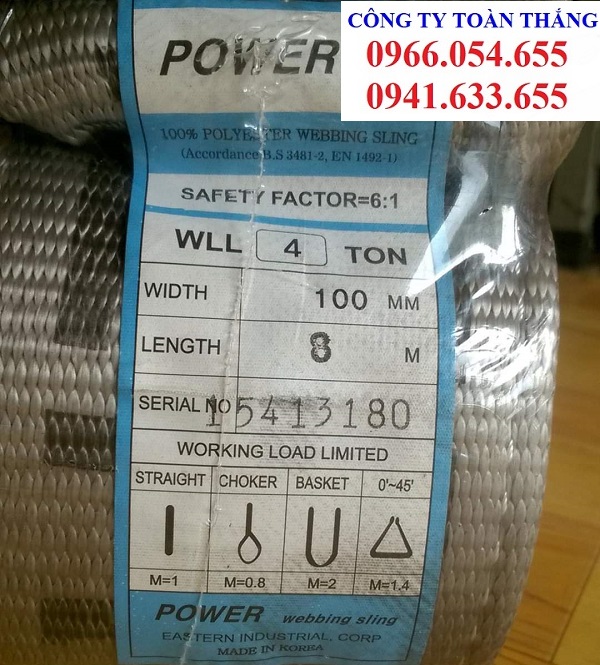 CÔNG TY TOÀN THẮNG
0966.054.655
0941.633.655
POWER
100% POLYESTER WEBBING SLING
(Accordance B.S 3481-2, EN 1492-1)
SAFETY FACTOR=6:1
WLL 4 TON
WIDTH 100 MM
LENGTH 8 M
SERIAL NO 15413180
WORKING LOAD LIMITED
STRAIGHT CHOKER BASKET 0'~45'
M=1 M=0.8 M=2 M=1.4
POWER webbing sling
EASTERN INDUSTRIAL, CORP
MADE IN KOREA